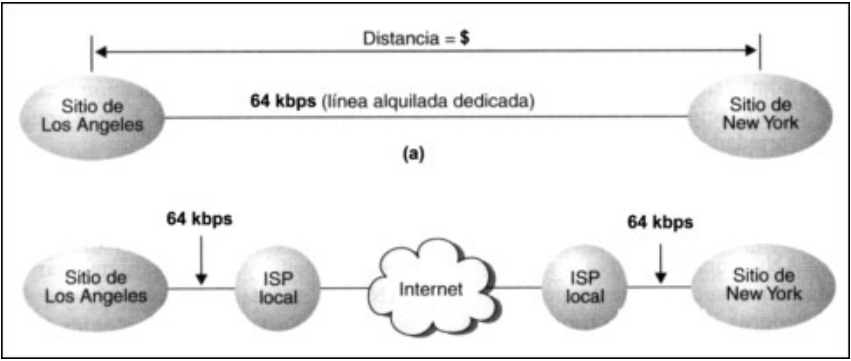 Distancia = $
Sitio de
Los Angeles
64 kbps (línea alquilada dedicada)
Sitio de
New York
(a)
64 kbps
64 kbps
Sitio de
Los Angeles
ISP
local
Internet
ISP
local
Sitio de
New York